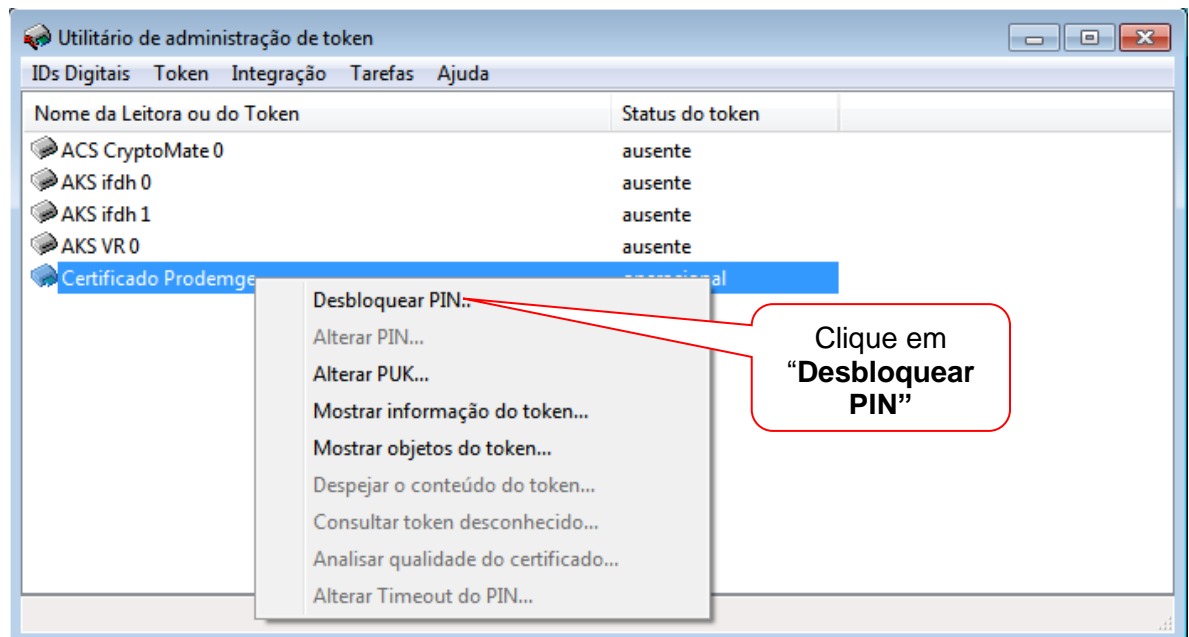 Utilitário de administração de token
IDs Digitais Token Integração Tarefas Ajuda
Nome da Leitora ou do Token Status do token
ACS CryptoMate 0 ausente
AKS ifdh 0 ausente
AKS ifdh 1 ausente
AKS VR 0 ausente
Certificado Prodemge operacional
Desbloquear PIN..
Alterar PIN...
Alterar PUK...
Mostrar informação do token...
Mostrar objetos do token...
Despejar o conteúdo do token...
Consultar token desconhecido...
Analisar qualidade do certificado...
Alterar Timeout do PIN...
Clique em
“Desbloquear
PIN”